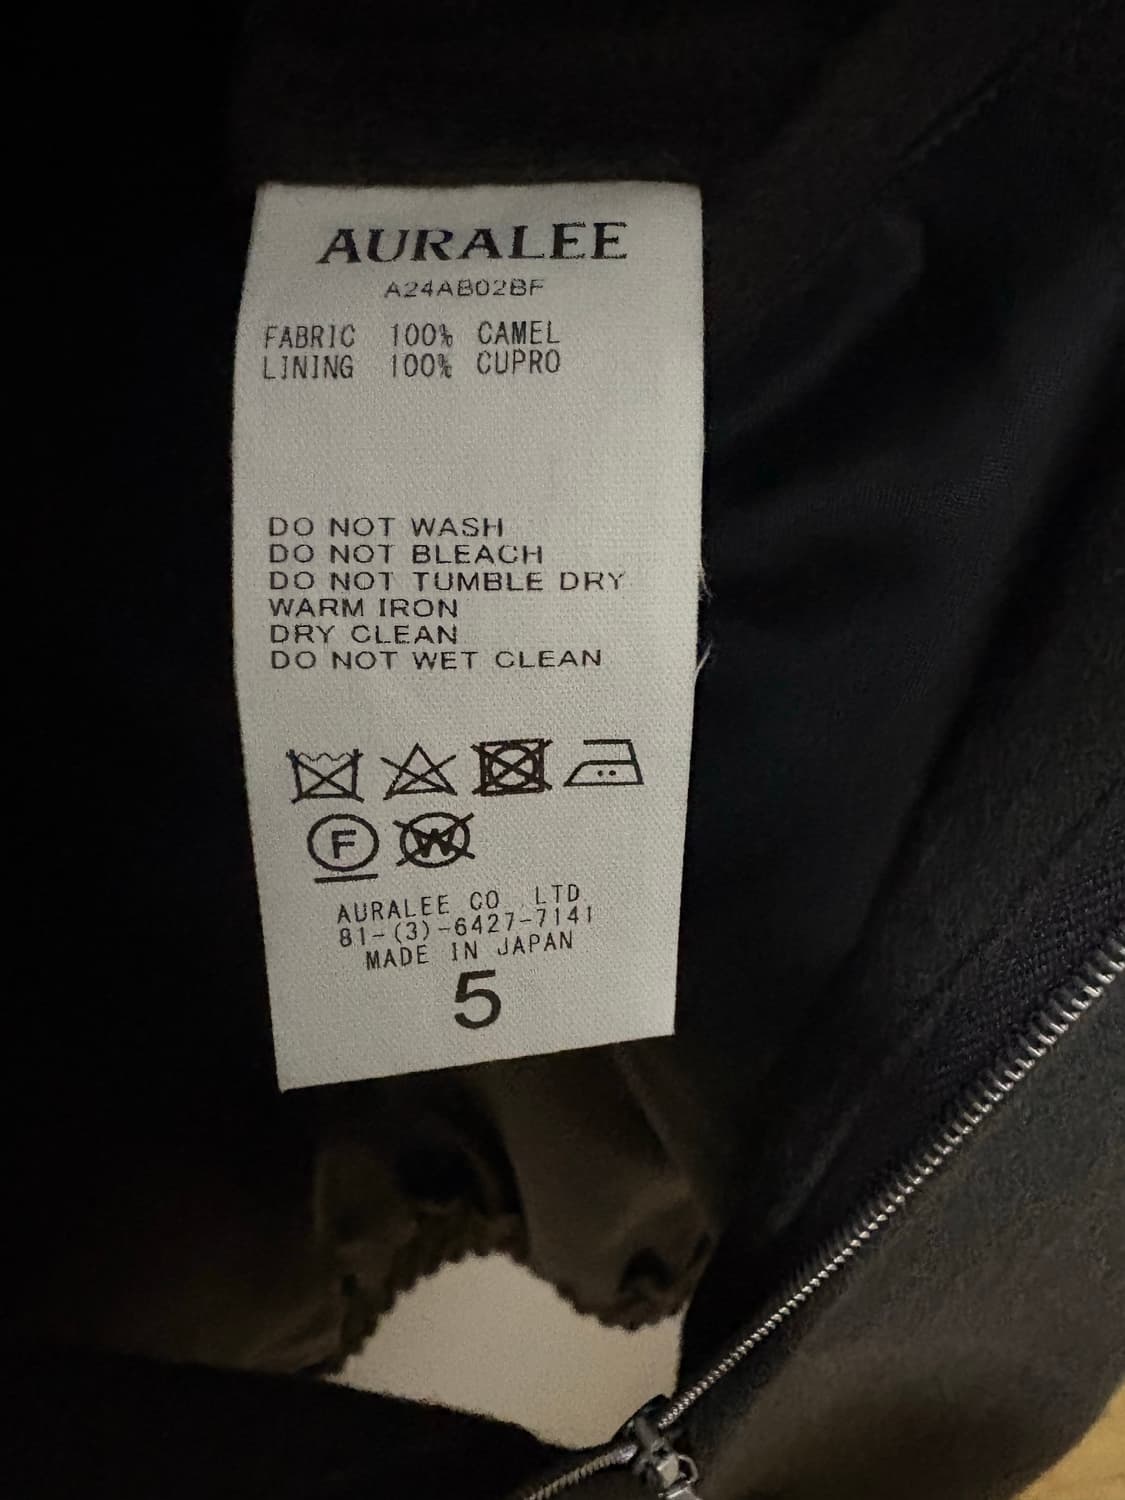 AURALEE
A24AB02BF
FABRIC 100% CAMEL
LINING 100% CUPRO
DO NOT WASH
DO NOT BLEACH
DO NOT TUMBLE DRY
WARM IRON
DRY CLEAN
DO NOT WET CLEAN
F W
AURALEE CO. LTD
81-(3)-6427-7141
MADE IN JAPAN
5